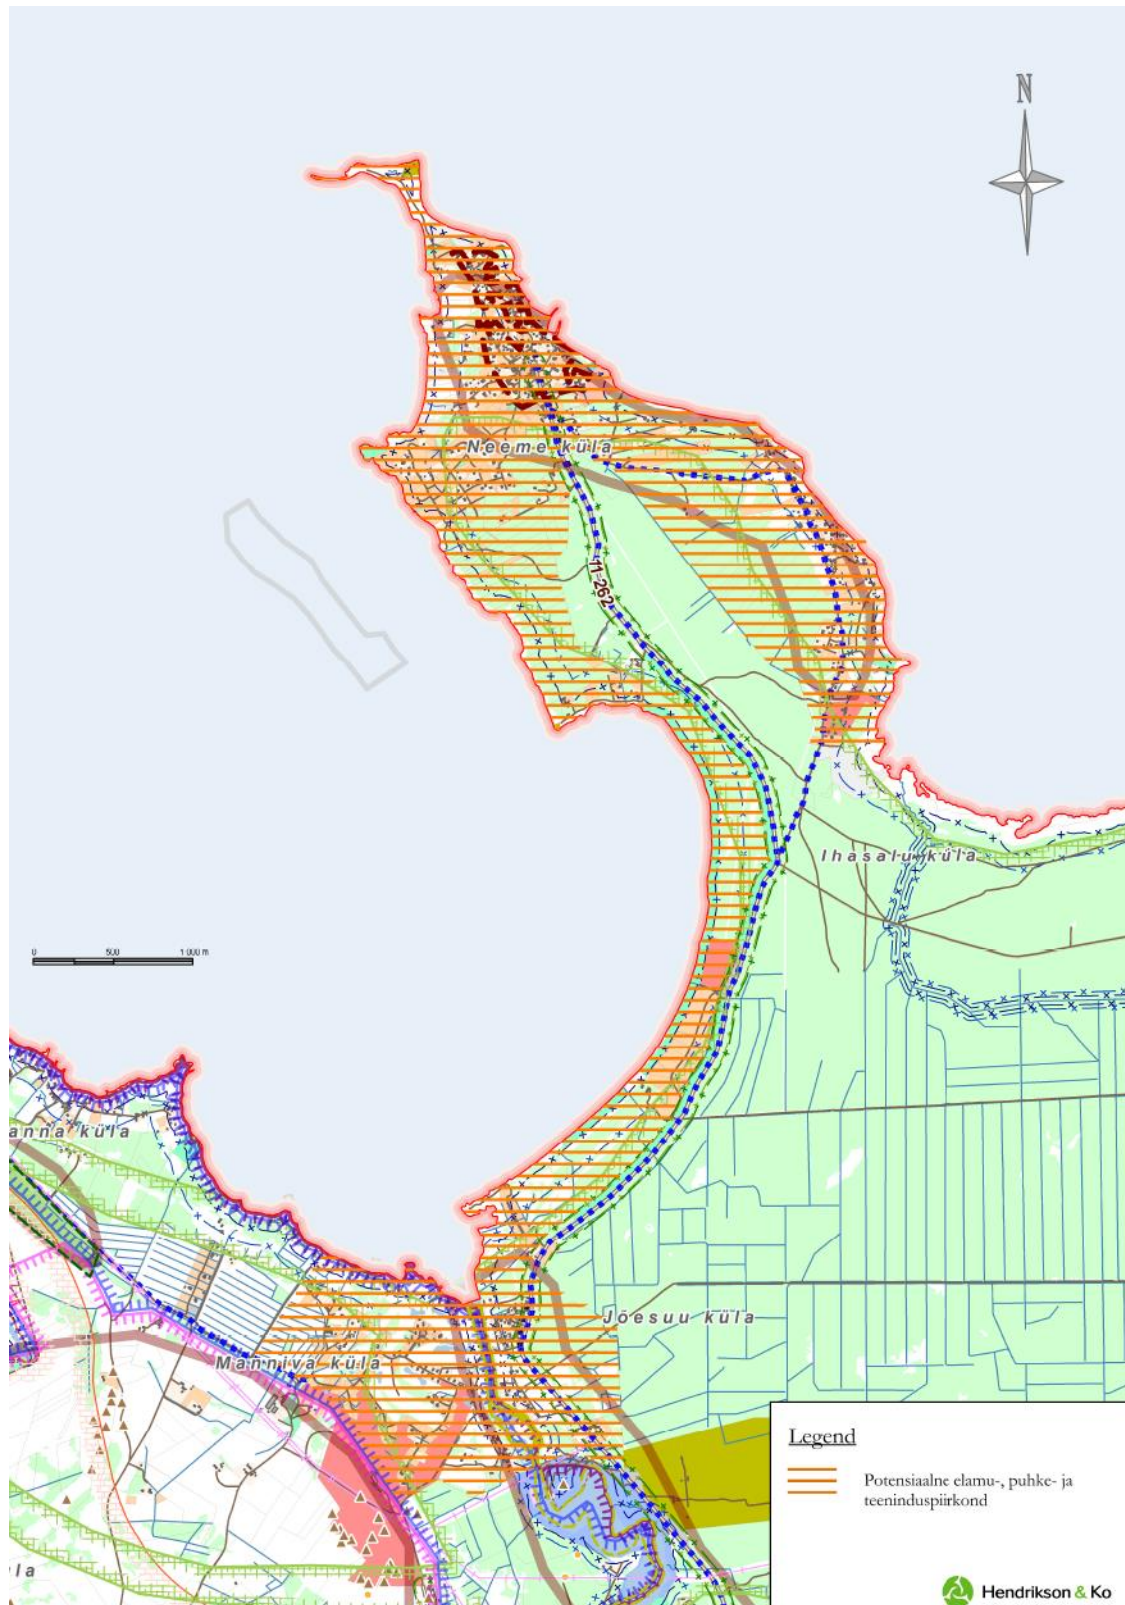 N
Neeme küla
11-262
Ihasalu küla
0 500 1 000 m
anna küla
Jõesuu küla
Manniva küla
Legend
Potensiaalne elamu-, puhke- ja
teeninduspiirkond
la
Hendrikson & Ko